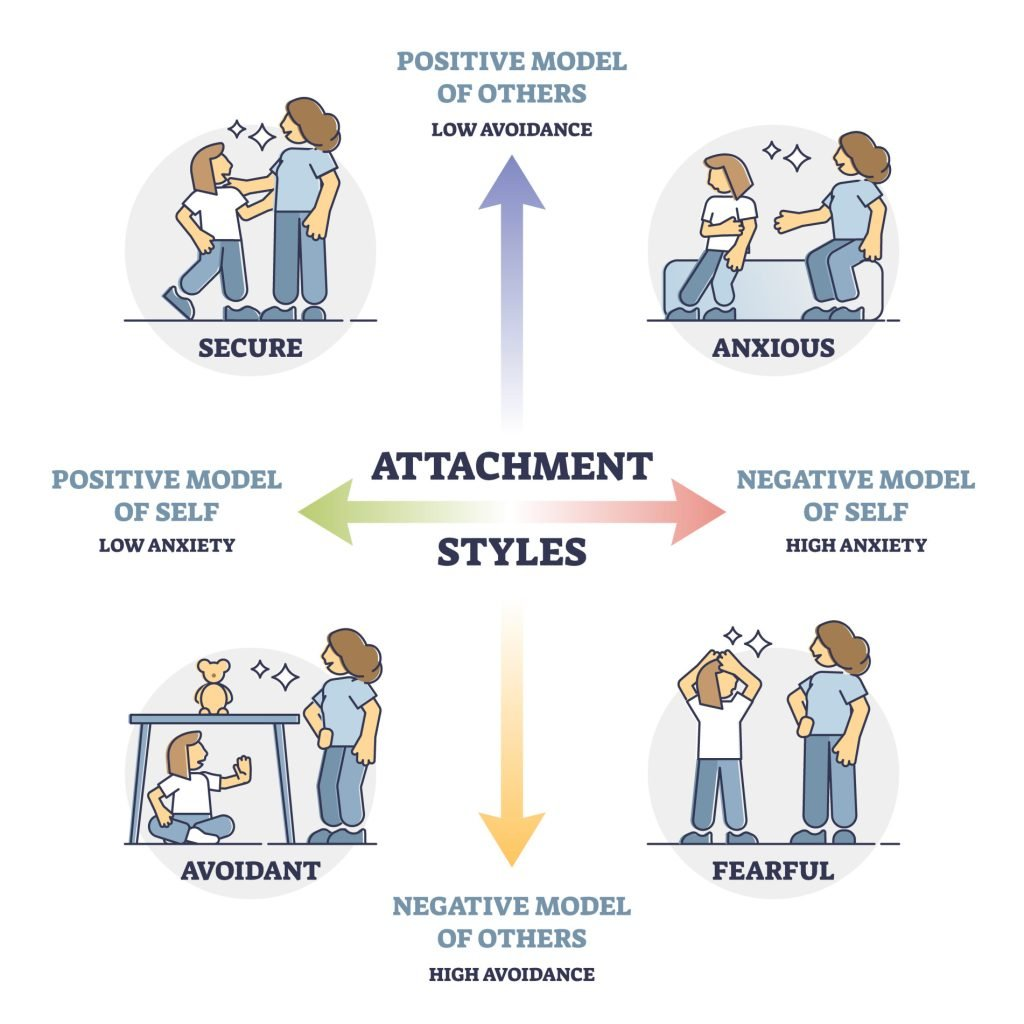 POSITIVE MODEL
OF OTHERS
LOW AVOIDANCE
SECURE
ANXIOUS
POSITIVE MODEL
OF SELF
LOW ANXIETY
ATTACHMENT
STYLES
NEGATIVE MODEL
OF SELF
HIGH ANXIETY
AVOIDANT
FEARFUL
NEGATIVE MODEL
OF OTHERS
HIGH AVOIDANCE